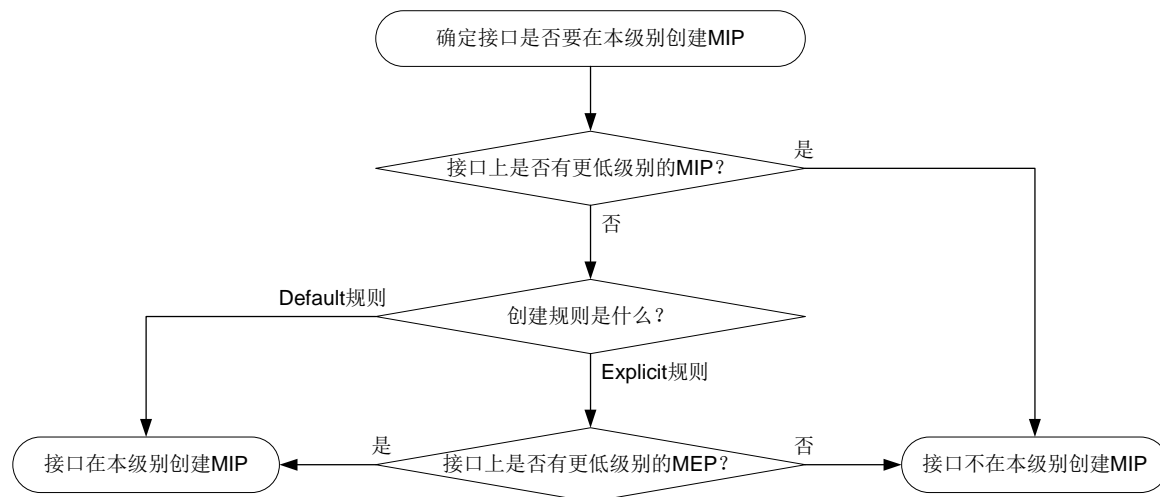 确定接口是否要在本级别创建MIP
接口上是否有更低级别的MIP？
是
否
Default规则
创建规则是什么？
Explicit规则
是
否
接口在本级别创建MIP
接口上是否有更低级别的MEP？
接口不在本级别创建MIP